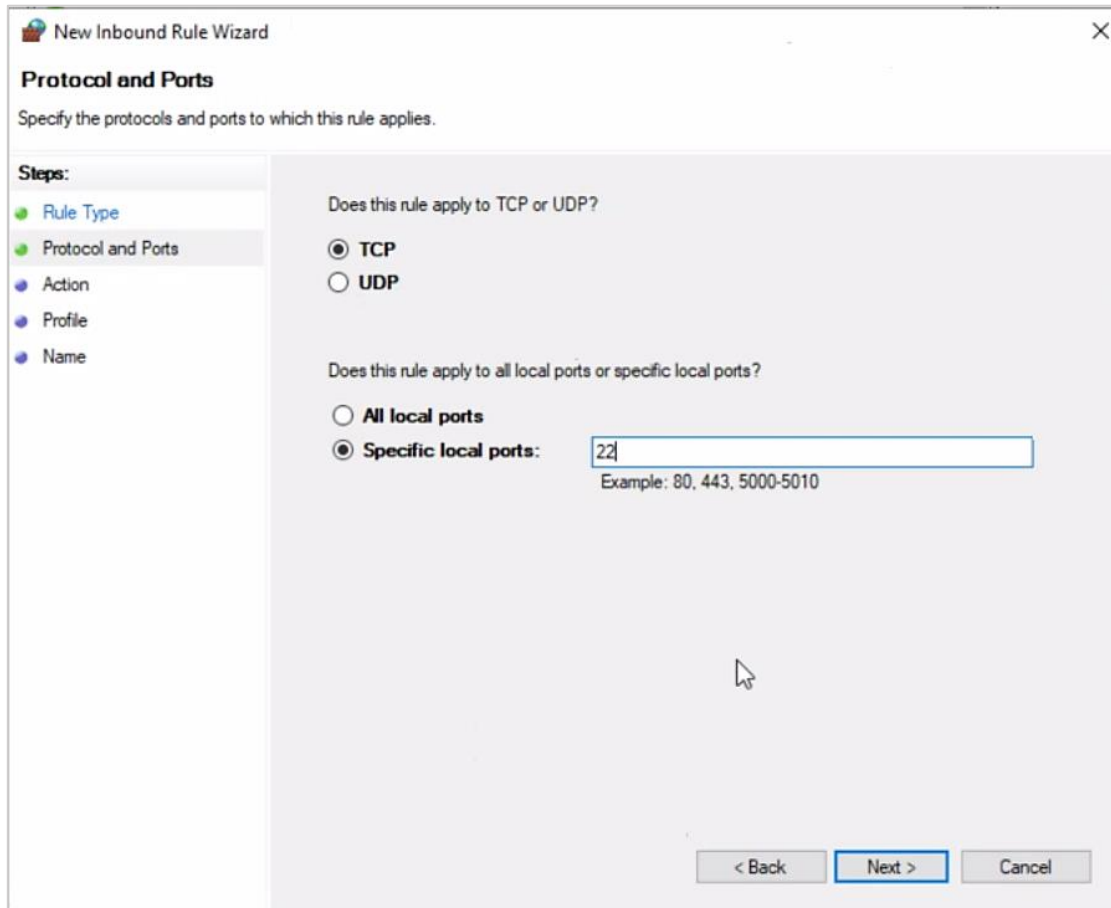 New Inbound Rule Wizard
Protocol and Ports
Specify the protocols and ports to which this rule applies.
Steps:
Rule Type
Protocol and Ports
Action
Profile
Name
Does this rule apply to TCP or UDP?
TCP
UDP
Does this rule apply to all local ports or specific local ports?
All local ports
Specific local ports: 22
Example: 80, 443, 5000-5010
< Back Next > Cancel